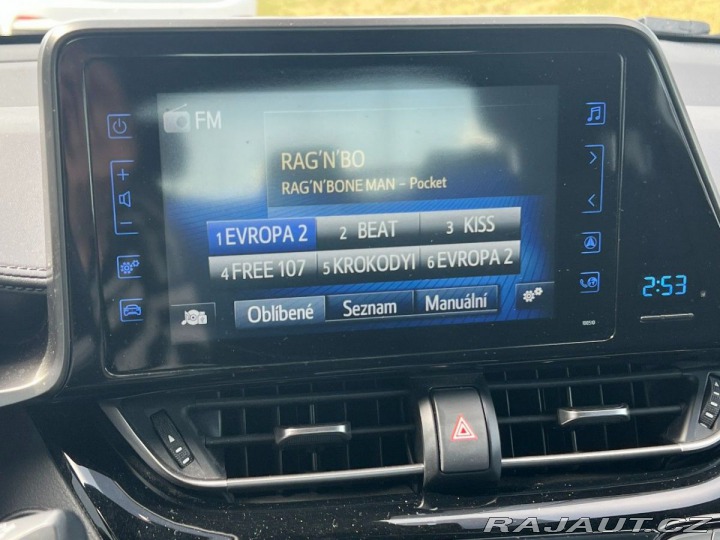 FM
RAG'N'BO
RAG'N'BONE MAN – Pocket
1 EVROPA 2 2 BEAT 3 KISS
4 FREE 107 5 KROKODYI 6 EVROPA 2
Oblíbené Seznam Manuální
2:53
RAJAUT.CZ